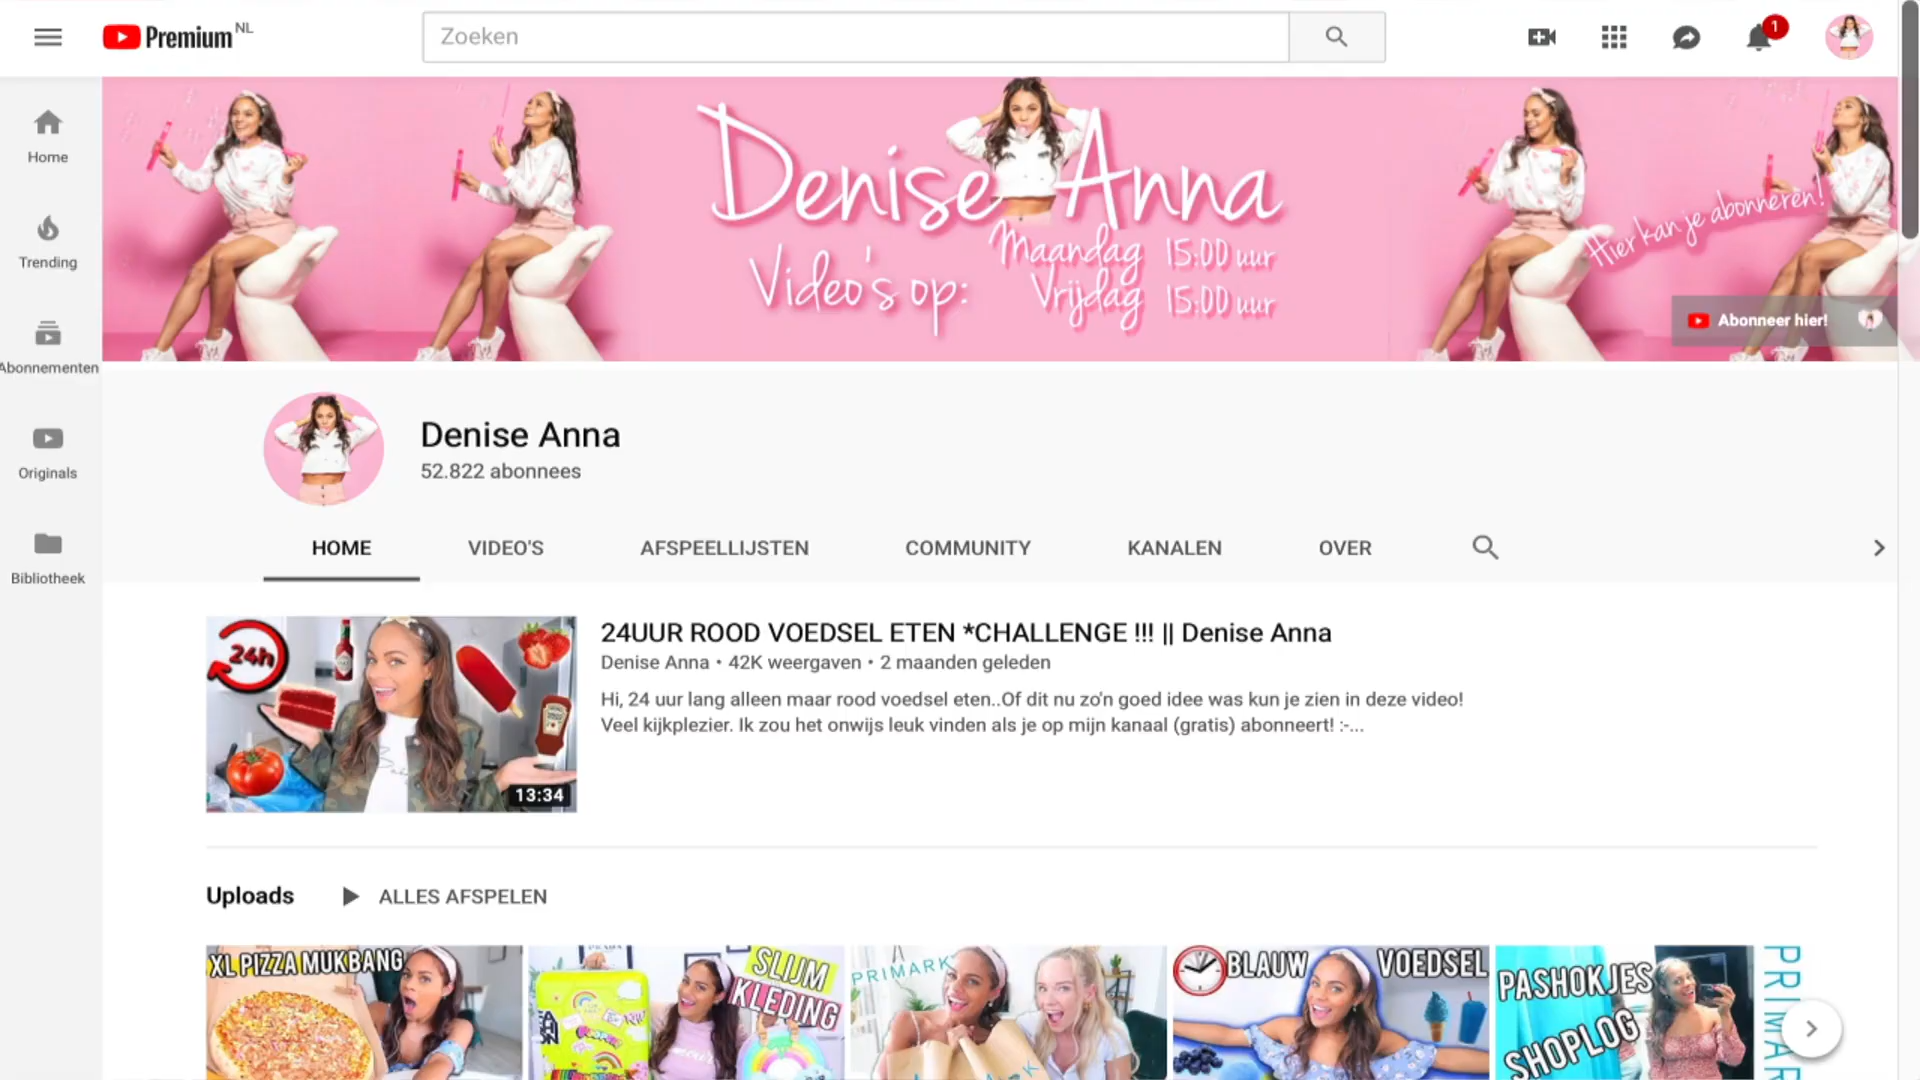 Premium NL
Zoeken
1
Home
Trending
Abonnementen
Originals
Bibliotheek
Denise Anna
Video's op: Maandag 15:00 uur
Vrijdag 15:00 uur
Hier kan je abonneren!
Abonneer hier!
Denise Anna
52.822 abonnees
HOME VIDEO'S AFSPEELLIJSTEN COMMUNITY KANALEN OVER
24h
13:34
24UUR ROOD VOEDSEL ETEN *CHALLENGE !!! || Denise Anna
Denise Anna • 42K weergaven • 2 maanden geleden
Hi, 24 uur lang alleen maar rood voedsel eten..Of dit nu zo'n goed idee was kun je zien in deze video!
Veel kijkplezier. Ik zou het onwijs leuk vinden als je op mijn kanaal (gratis) abonneert! :-...
Uploads ALLES AFSPELEN
XL PIZZA MUKBANG
SLIJM
KLEDING
PRIMARK
BLAUW VOEDSEL
PASHOKJES
SHOPLOG